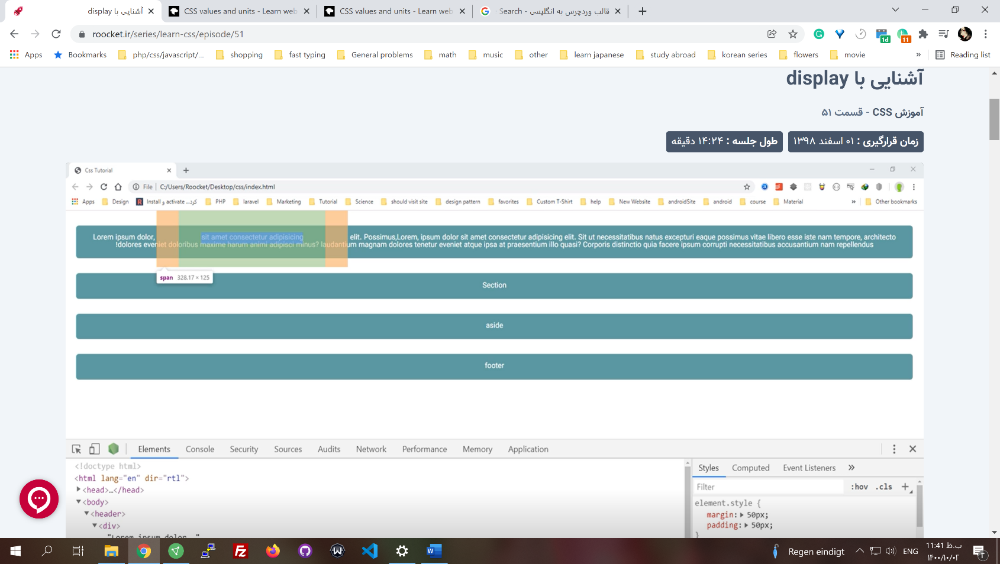 آشنایی با display
CSS values and units - Learn web
CSS values and units - Learn web
قالب وردچرس به انگلیسی - Search
roocket.ir/series/learn-css/episode/51
1d
11
Apps
Bookmarks
php/css/javascript/...
shopping
fast typing
General problems
math
music
other
learn japanese
study abroad
korean series
flowers
movie
»
Reading list
آشنایی با display
آموزش CSS - قسمت ۵۱
زمان قرارگیری : ۰۱ اسفند ۱۳۹۸
طول جلسه : ۱۴:۲۴ دقیقه
Css Tutorial
File | C:/Users/Roocket/Desktop/css/index.html
Apps
Design
Install و activate کرد...
PHP
laravel
Marketing
Tutorial
Science
should visit site
design pattern
favorites
Custom T-Shirt
help
New Website
androidSite
android
course
Material
»
Other bookmarks
Lorem ipsum dolor, sit amet consectetur adipisicing elit. Possimus,Lorem, ipsum dolor sit amet consectetur adipisicing elit. Sit ut necessitatibus natus excepturi eaque possimus vitae libero esse iste nam tempore, architecto
!dolores eveniet doloribus maxime harum animi adipisci minus? laudantium magnam dolores tenetur eveniet atque ipsa at praesentium illo quasi? Corporis distinctio quia facere ipsum corrupti necessitatibus accusantium nam repellendus
span 328.17 × 125
Section
aside
footer
Elements
Console
Security
Sources
Audits
Network
Performance
Memory
Application
<!doctype html>
<html lang="en" dir="rtl">
<head>…</head>
<body>
<header>
<div>
"Lorem ipsum dolor, "
Styles
Computed
Event Listeners
»
Filter
:hov
.cls
+
element.style {
margin: 50px;
padding: 50px;
}
Regen eindigt
ENG
11:41 ب.ظ
۱۴۰۰/۱۰/۰۲